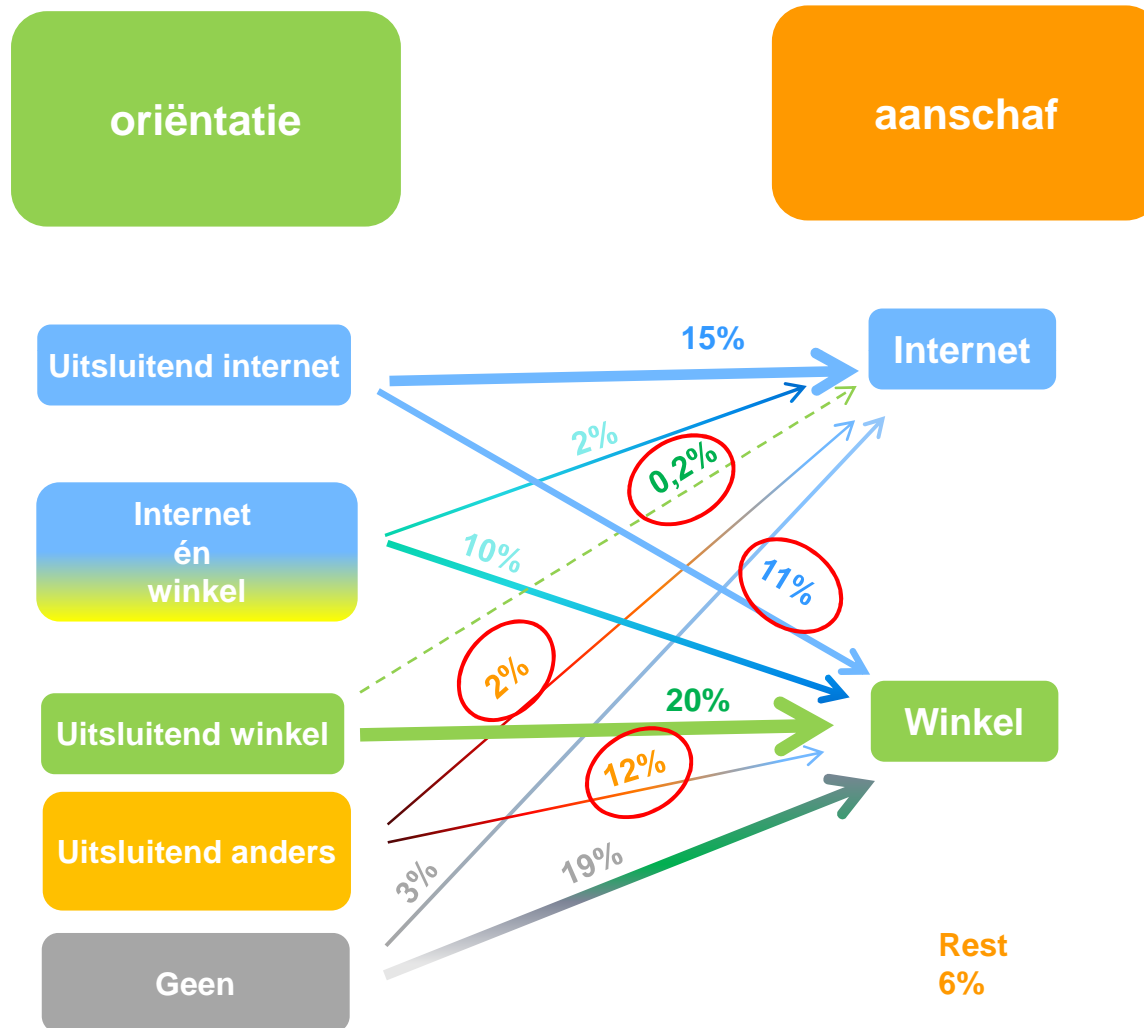 oriëntatie
aanschaf
Uitsluitend internet
15%
Internet
2%
0,2%
Internet
én
winkel
10%
11%
2%
20%
Uitsluitend winkel
Winkel
12%
Uitsluitend anders
3%
19%
Geen
Rest
6%